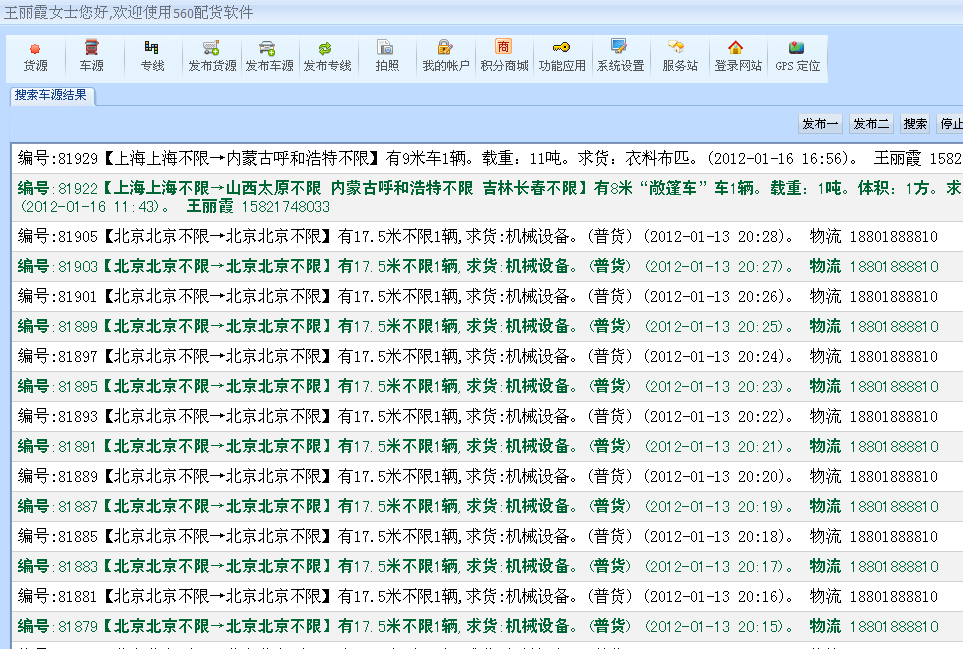 王丽霞女士您好,欢迎使用560配货软件
货源 车源 专线 发布货源 发布车源 发布专线 拍照 我的帐户 积分商城 功能应用 系统设置 服务站 登录网站 GPS 定位
商
搜索车源结果
发布一 发布二 搜索 停止
编号:81929【上海上海不限→内蒙古呼和浩特不限】有9米车1辆。载重: 11吨。求货: 衣料布匹。(2012-01-16 16:56)。 王丽霞 1582
编号:81922【上海上海不限→山西太原不限 内蒙古呼和浩特不限 吉林长春不限】有8米“敞篷车”车1辆。载重: 1吨。体积: 1方。求
(2012-01-16 11:43)。 王丽霞 15821748033
编号:81905【北京北京不限→北京北京不限】有17.5米不限1辆,求货:机械设备。(普货) (2012-01-13 20:28)。 物流 18801888810
编号:81903【北京北京不限→北京北京不限】有17.5米不限1辆,求货:机械设备。(普货) (2012-01-13 20:27)。 物流 18801888810
编号:81901【北京北京不限→北京北京不限】有17.5米不限1辆,求货:机械设备。(普货) (2012-01-13 20:26)。 物流 18801888810
编号:81899【北京北京不限→北京北京不限】有17.5米不限1辆,求货:机械设备。(普货) (2012-01-13 20:25)。 物流 18801888810
编号:81897【北京北京不限→北京北京不限】有17.5米不限1辆,求货:机械设备。(普货) (2012-01-13 20:24)。 物流 18801888810
编号:81895【北京北京不限→北京北京不限】有17.5米不限1辆,求货:机械设备。(普货) (2012-01-13 20:23)。 物流 18801888810
编号:81893【北京北京不限→北京北京不限】有17.5米不限1辆,求货:机械设备。(普货) (2012-01-13 20:22)。 物流 18801888810
编号:81891【北京北京不限→北京北京不限】有17.5米不限1辆,求货:机械设备。(普货) (2012-01-13 20:21)。 物流 18801888810
编号:81889【北京北京不限→北京北京不限】有17.5米不限1辆,求货:机械设备。(普货) (2012-01-13 20:20)。 物流 18801888810
编号:81887【北京北京不限→北京北京不限】有17.5米不限1辆,求货:机械设备。(普货) (2012-01-13 20:19)。 物流 18801888810
编号:81885【北京北京不限→北京北京不限】有17.5米不限1辆,求货:机械设备。(普货) (2012-01-13 20:18)。 物流 18801888810
编号:81883【北京北京不限→北京北京不限】有17.5米不限1辆,求货:机械设备。(普货) (2012-01-13 20:17)。 物流 18801888810
编号:81881【北京北京不限→北京北京不限】有17.5米不限1辆,求货:机械设备。(普货) (2012-01-13 20:16)。 物流 18801888810
编号:81879【北京北京不限→北京北京不限】有17.5米不限1辆,求货:机械设备。(普货) (2012-01-13 20:15)。 物流 18801888810